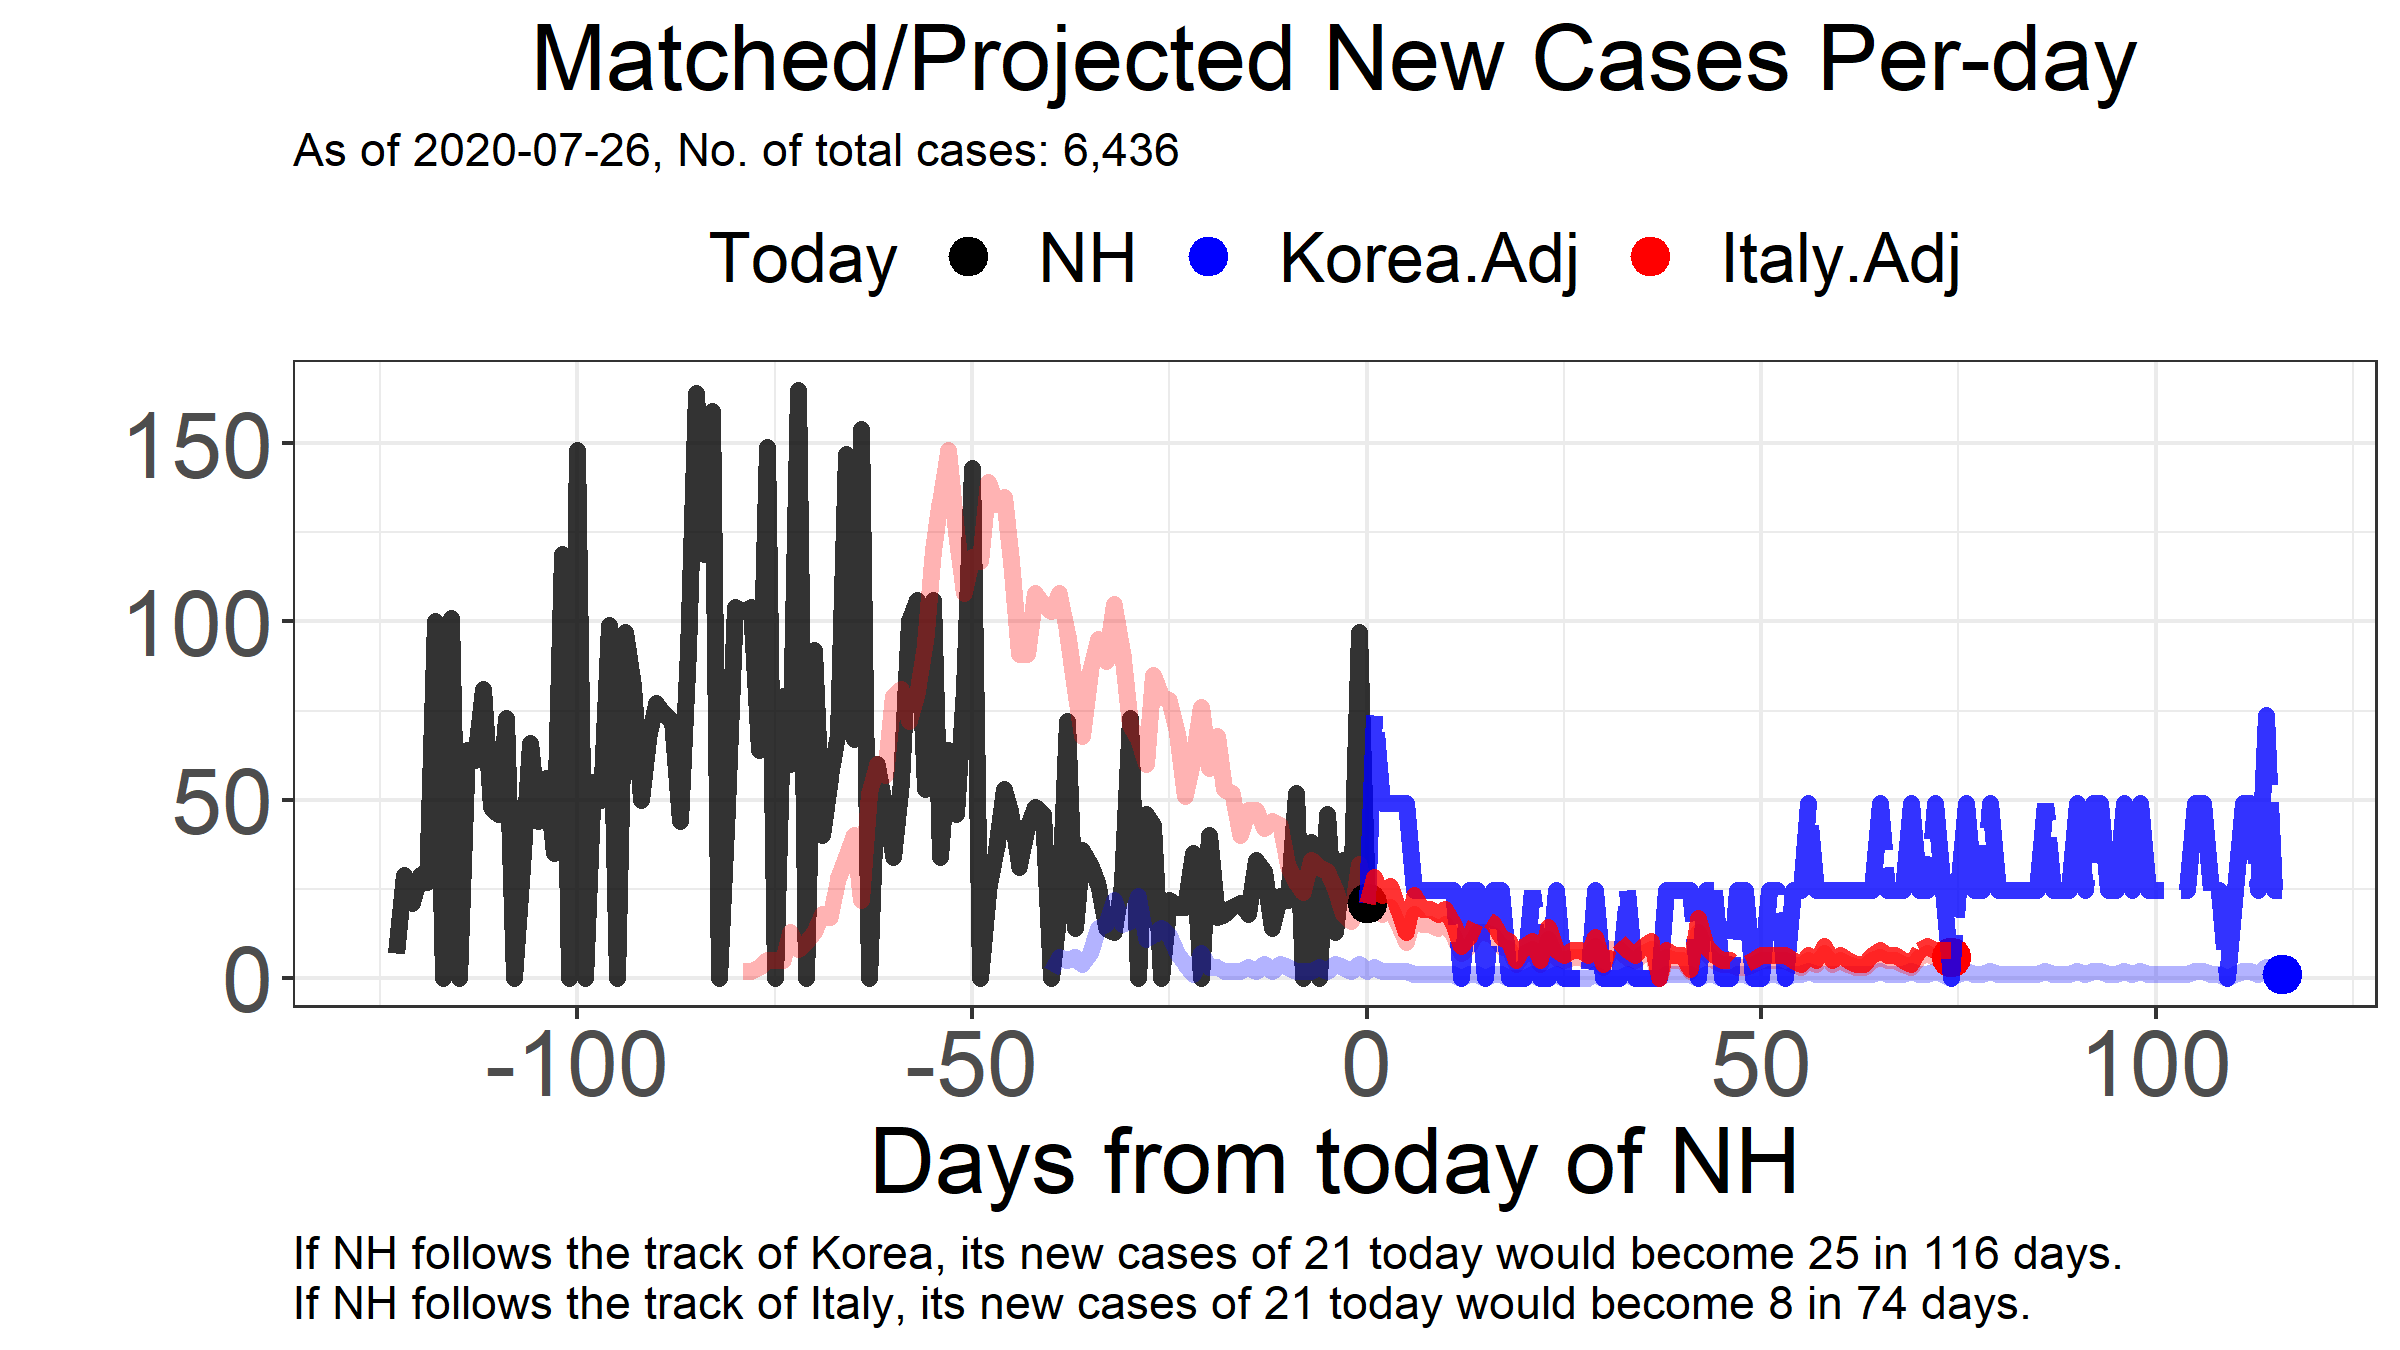 Matched/Projected New Cases Per-day
As of 2020-07-26, No. of total cases: 6,436
Today NH Korea.Adj Italy.Adj
150
100
50
0
-100 -50 0 50 100
Days from today of NH
If NH follows the track of Korea, its new cases of 21 today would become 25 in 116 days.
If NH follows the track of Italy, its new cases of 21 today would become 8 in 74 days.